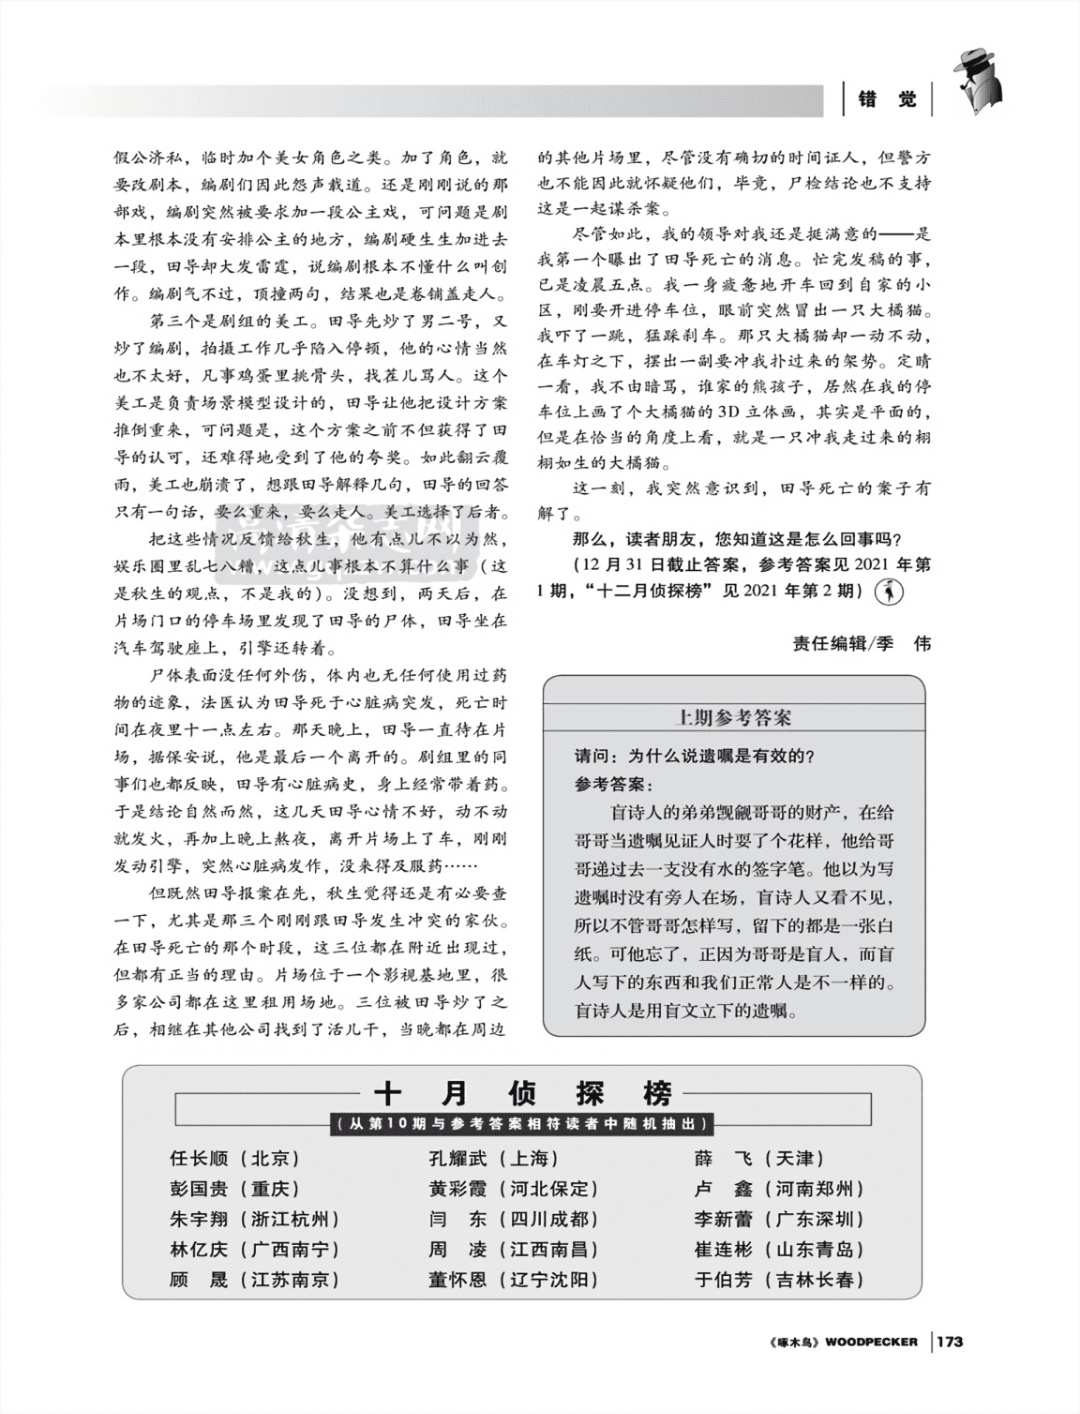 错 觉
假公济私，临时加个美女角色之类。加了角色，就
要改剧本，编剧们因此怨声载道。还是刚刚说的那
部戏，编剧突然被要求加一段公主戏，可问题是剧
本里根本没有安排公主的地方，编剧硬生生加进去
一段，田导却大发雷霆，说编剧根本不懂什么叫创
作。编剧气不过，顶撞两句，结果也是卷铺盖走人。
第三个是剧组的美工。田导先炒了男二号，又
炒了编剧，拍摄工作几乎陷入停顿，他的心情当然
也不太好，凡事鸡蛋里挑骨头，找茬儿骂人。这个
美工是负责场景模型设计的，田导让他把设计方案
推倒重来，可问题是，这个方案之前不但获得了田
导的认可，还难得地受到了他的夸奖。如此翻云覆
雨，美工也崩溃了，想跟田导解释几句，田导的回答
只有一句话，要么重来，要么走人。美工选择了后者。
把这些情况反馈给秋生，他有点儿不以为然，
娱乐圈里乱七八糟，这点儿事根本不算什么事（这
是秋生的观点，不是我的）。没想到，两天后，在
片场门口的停车场里发现了田导的尸体，田导坐在
汽车驾驶座上，引擎还转着。
尸体表面没任何外伤，体内也无任何使用过药
物的迹象，法医认为田导死于心脏病突发，死亡时
间在夜里十一点左右。那天晚上，田导一直待在片
场，据保安说，他是最后一个离开的。剧组里的同
事们也都反映，田导有心脏病史，身上经常带着药。
于是结论自然而然，这几天田导心情不好，动不动
就发火，再加上晚上熬夜，离开片场上了车，刚刚
发动引擎，突然心脏病发作，没来得及服药……
但既然田导报案在先，秋生觉得还是有必要查
一下，尤其是那三个刚刚跟田导发生冲突的家伙。
在田导死亡的那个时段，这三位都在附近出现过，
但都有正当的理由。片场位于一个影视基地里，很
多家公司都在这里租用场地。三位被田导炒了之
后，相继在其他公司找到了活儿干，当晚都在周边
的其他片场里，尽管没有确切的时间证人，但警方
也不能因此就怀疑他们，毕竟，尸检结论也不支持
这是一起谋杀案。
尽管如此，我的领导对我还是挺满意的——是
我第一个曝出了田导死亡的消息。忙完发稿的事，
已是凌晨五点。我一身疲惫地开车回到自家的小
区，刚要开进停车位，眼前突然冒出一只大橘猫。
我吓了一跳，猛踩刹车。那只大橘猫却一动不动，
在车灯之下，摆出一副要冲我扑过来的架势。定睛
一看，我不由暗骂，谁家的熊孩子，居然在我的停
车位上画了个大橘猫的 3D 立体画，其实是平面的，
但是在恰当的角度上看，就是一只冲我走过来的栩
栩如生的大橘猫。
这一刻，我突然意识到，田导死亡的案子有
解了。
那么，读者朋友，您知道这是怎么回事吗？
（12 月 31 日截止答案，参考答案见 2021 年第
1 期，“十二月侦探榜”见 2021 年第 2 期）
责任编辑/季 伟
上期参考答案
请问：为什么说遗嘱是有效的？
参考答案：
盲诗人的弟弟觊觎哥哥的财产，在给
哥哥当遗嘱见证人时耍了个花样，他给哥
哥递过去一支没有水的签字笔。他以为写
遗嘱时没有旁人在场，盲诗人又看不见，
所以不管哥哥怎样写，留下的都是一张白
纸。可他忘了，正因为哥哥是盲人，而盲
人写下的东西和我们正常人是不一样的。
盲诗人是用盲文立下的遗嘱。
十 月 侦 探 榜
（从第10期与参考答案相符读者中随机抽出）
任长顺（北京） 孔耀武（上海） 薛 飞（天津）
彭国贵（重庆） 黄彩霞（河北保定） 卢 鑫（河南郑州）
朱宇翔（浙江杭州） 闫 东（四川成都） 李新蕾（广东深圳）
林亿庆（广西南宁） 周 凌（江西南昌） 崔连彬（山东青岛）
顾 晟（江苏南京） 董怀恩（辽宁沈阳） 于伯芳（吉林长春）
《啄木鸟》WOODPECKER 173